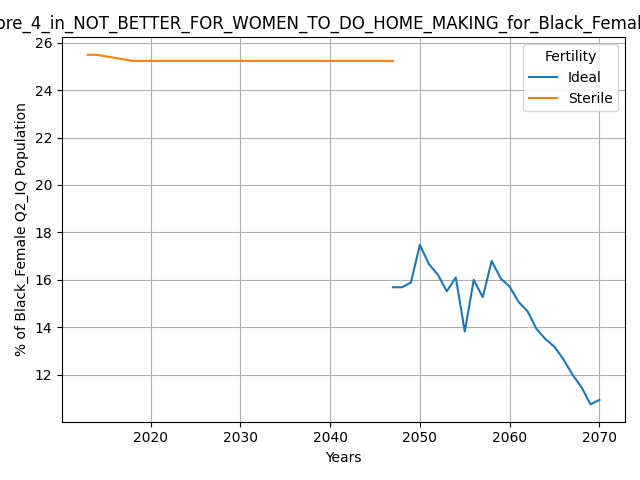 ore_4_in_NOT_BETTER_FOR_WOMEN_TO_DO_HOME_MAKING_for_Black_Femal
26
24
22
20
18
16
14
12
% of Black_Female Q2_IQ Population
Fertility
Ideal
Sterile
2020 2030 2040 2050 2060 2070
Years